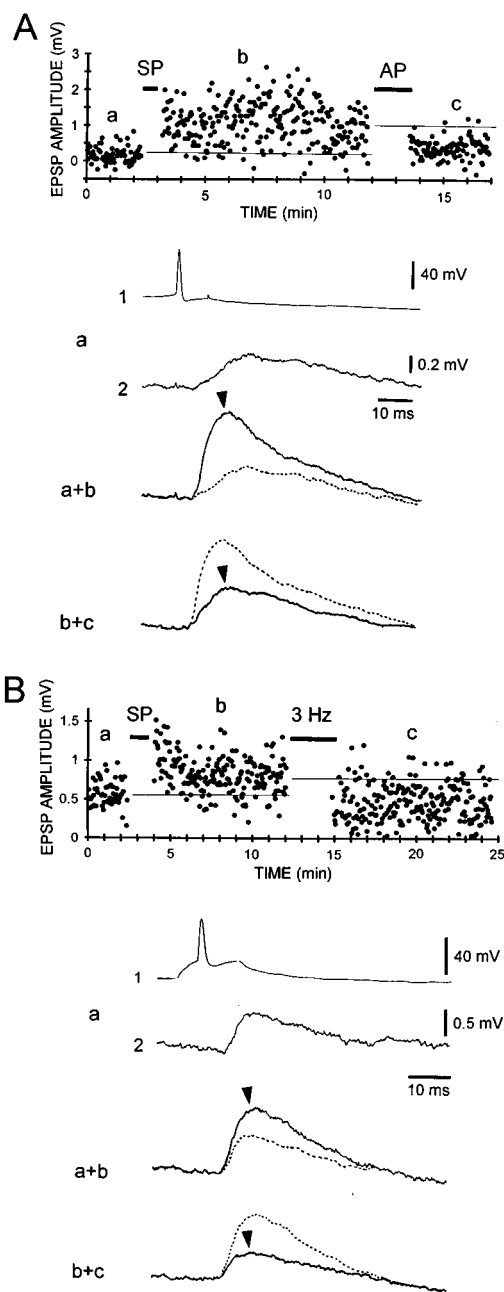 A
EPSP AMPLITUDE (mV)
3
2
1
0
a
SP
b
AP
c
0 5 10 15
TIME (min)
1
40 mV
a
2
0.2 mV
10 ms
a+b
b+c
B
EPSP AMPLITUDE (mV)
1.5
1
0.5
0
a
SP
b
3 Hz
c
0 5 10 15 20 25
TIME (min)
1
40 mV
a
2
0.5 mV
10 ms
a+b
b+c